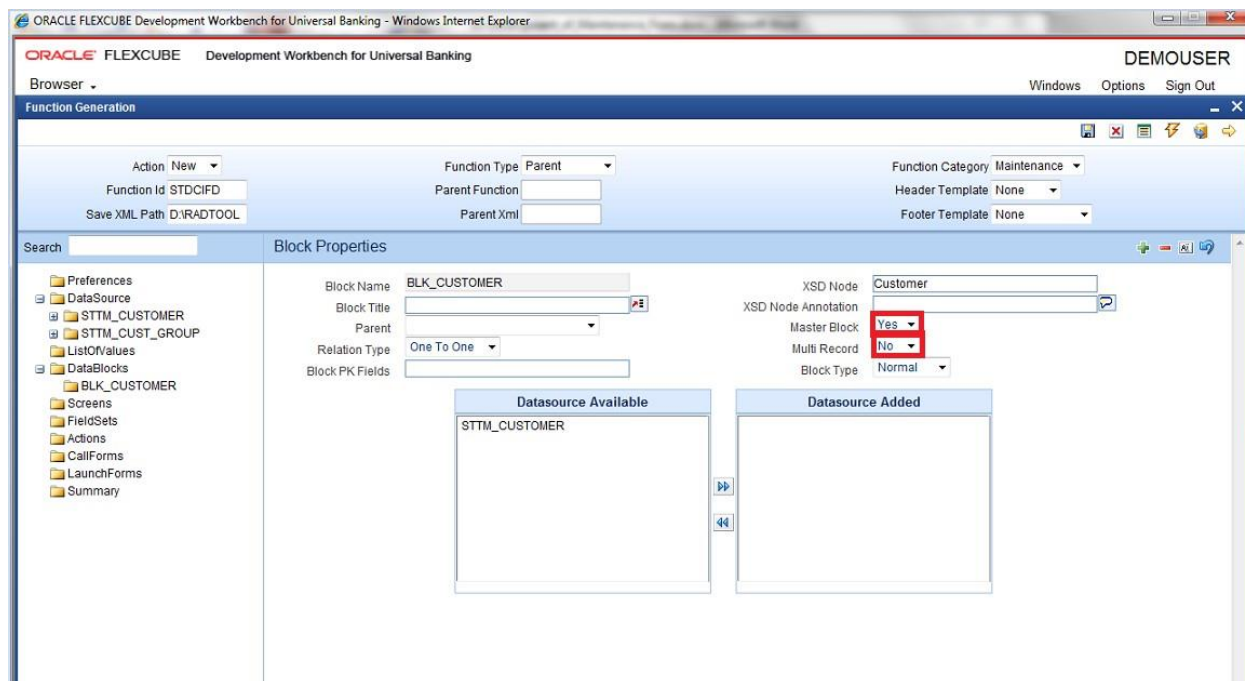 ORACLE FLEXCUBE Development Workbench for Universal Banking - Windows Internet Explorer
ORACLE FLEXCUBE Development Workbench for Universal Banking DEMOUSER
Browser Windows Options Sign Out
Function Generation
Action New Function Type Parent Function Category Maintenance
Function Id STDCIFD Parent Function Header Template None
Save XML Path D:\RADTOOL Parent Xml Footer Template None
Search Block Properties
Preferences
DataSource
STTM_CUSTOMER
STTM_CUST_GROUP
ListOfValues
DataBlocks
BLK_CUSTOMER
Screens
FieldSets
Actions
CallForms
LaunchForms
Summary
Block Name BLK_CUSTOMER XSD Node Customer
Block Title XSD Node Annotation
Parent Master Block Yes
Relation Type One To One Multi Record No
Block PK Fields Block Type Normal
Datasource Available Datasource Added
STTM_CUSTOMER